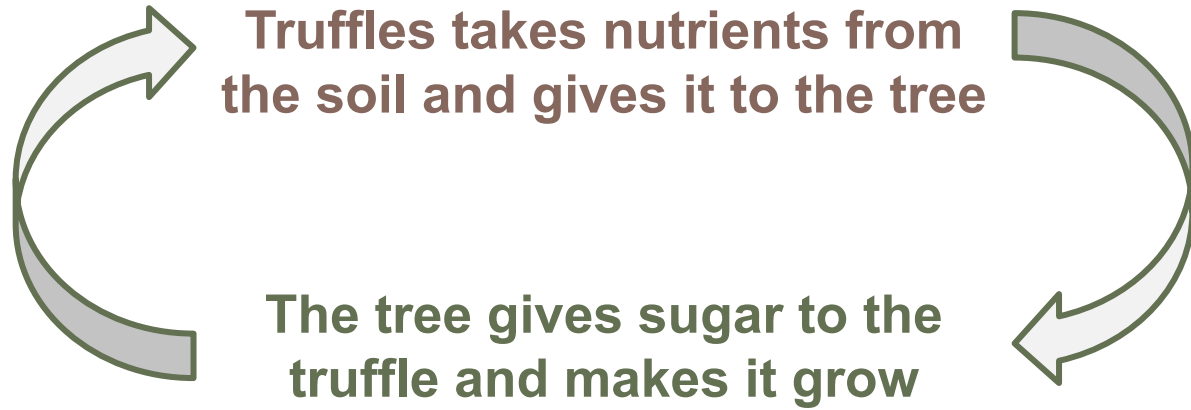 Truffles takes nutrients from
the soil and gives it to the tree
The tree gives sugar to the
truffle and makes it grow